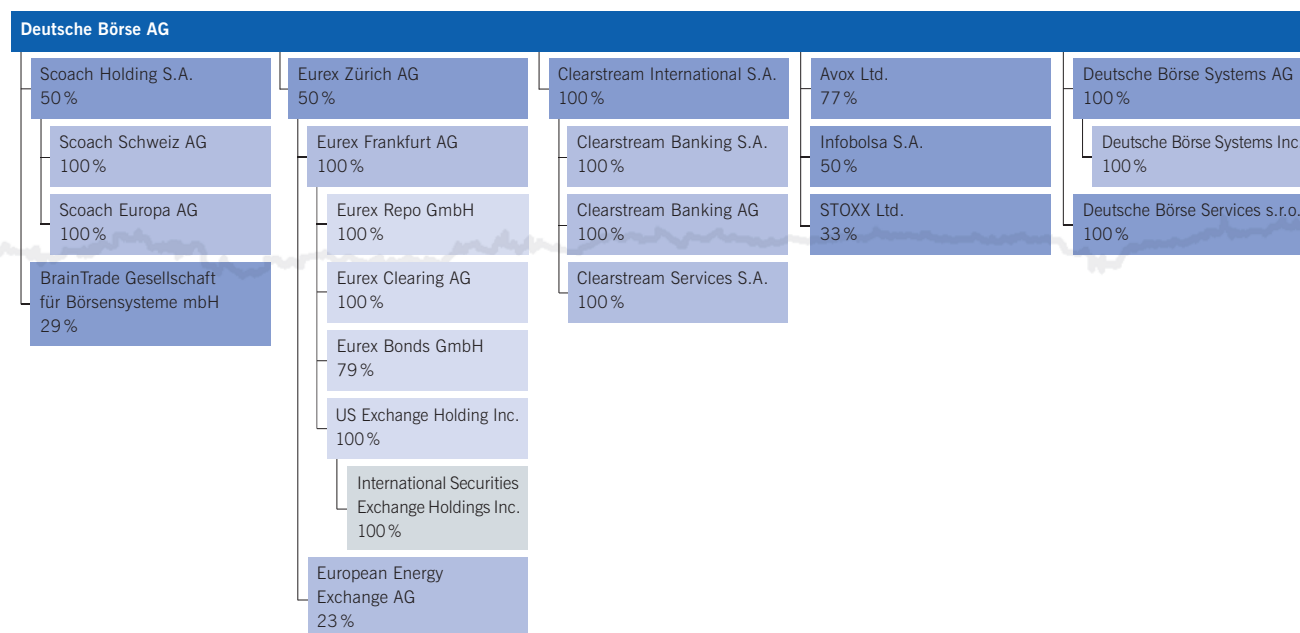 Deutsche Börse AG
Scoach Holding S.A.
50 %
Scoach Schweiz AG
100 %
Scoach Europa AG
100 %
BrainTrade Gesellschaft
für Börsensysteme mbH
29 %
Eurex Zürich AG
50 %
Eurex Frankfurt AG
100 %
Eurex Repo GmbH
100 %
Eurex Clearing AG
100 %
Eurex Bonds GmbH
79 %
US Exchange Holding Inc.
100 %
International Securities
Exchange Holdings Inc.
100 %
European Energy
Exchange AG
23 %
Clearstream International S.A.
100 %
Clearstream Banking S.A.
100 %
Clearstream Banking AG
100 %
Clearstream Services S.A.
100 %
Avox Ltd.
77 %
Infobolsa S.A.
50 %
STOXX Ltd.
33 %
Deutsche Börse Systems AG
100 %
Deutsche Börse Systems Inc
100 %
Deutsche Börse Services s.r.o.
100 %